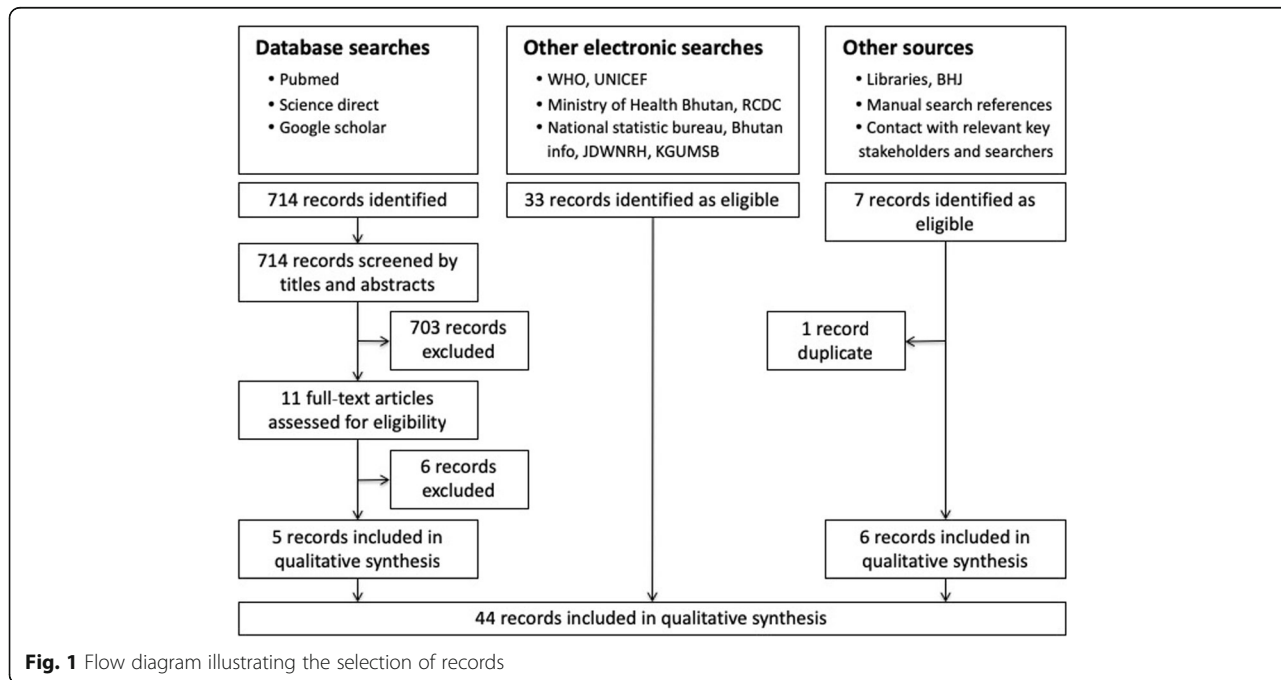 Database searches
• Pubmed
• Science direct
• Google scholar
Other electronic searches
• WHO, UNICEF
• Ministry of Health Bhutan, RCDC
• National statistic bureau, Bhutan
info, JDWNRH, KGUMSB
Other sources
• Libraries, BHJ
• Manual search references
• Contact with relevant key
stakeholders and searchers
714 records identified
33 records identified as eligible
7 records identified as
eligible
714 records screened by
titles and abstracts
703 records
excluded
1 record
duplicate
11 full-text articles
assessed for eligibility
6 records
excluded
5 records included in
qualitative synthesis
6 records included in
qualitative synthesis
44 records included in qualitative synthesis
Fig. 1 Flow diagram illustrating the selection of records